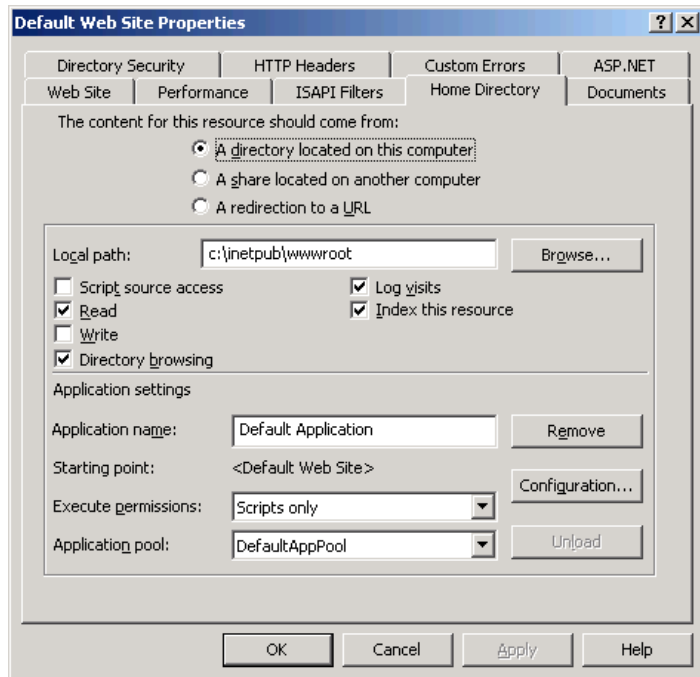 Default Web Site Properties
Directory Security HTTP Headers Custom Errors ASP.NET
Web Site Performance ISAPI Filters Home Directory Documents
The content for this resource should come from:
A directory located on this computer
A share located on another computer
A redirection to a URL
Local path: c:\inetpub\wwwroot Browse...
Script source access Log visits
Read Index this resource
Write
Directory browsing
Application settings
Application name: Default Application Remove
Starting point: <Default Web Site>
Configuration...
Execute permissions: Scripts only
Application pool: DefaultAppPool Unload
OK Cancel Apply Help